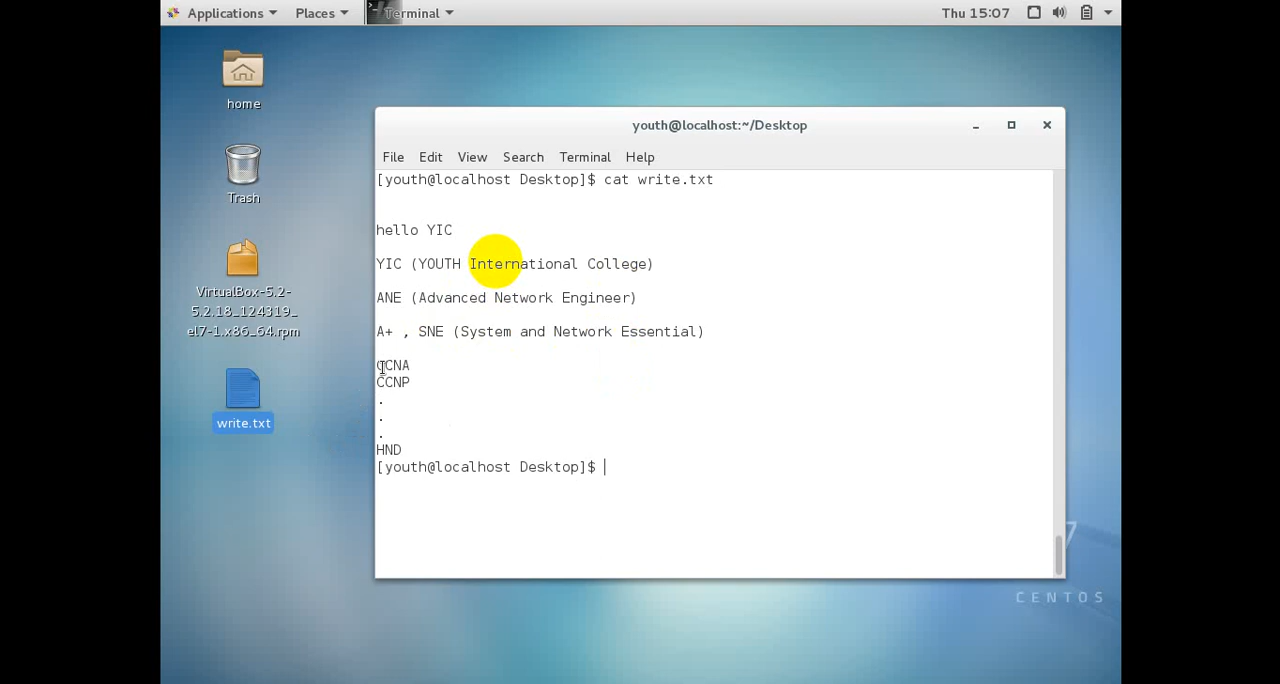 Applications
Places
Terminal
Thu 15:07
home
Trash
VirtualBox-5.2-
5.2.18_124319_
el7-1.x86_64.rpm
write.txt
youth@localhost:~/Desktop
File Edit View Search Terminal Help
[youth@localhost Desktop]$ cat write.txt
hello YIC
YIC (YOUTH International College)
ANE (Advanced Network Engineer)
A+ , SNE (System and Network Essential)
CCNA
CCNP
.
.
.
HND
[youth@localhost Desktop]$
7
CENTOS